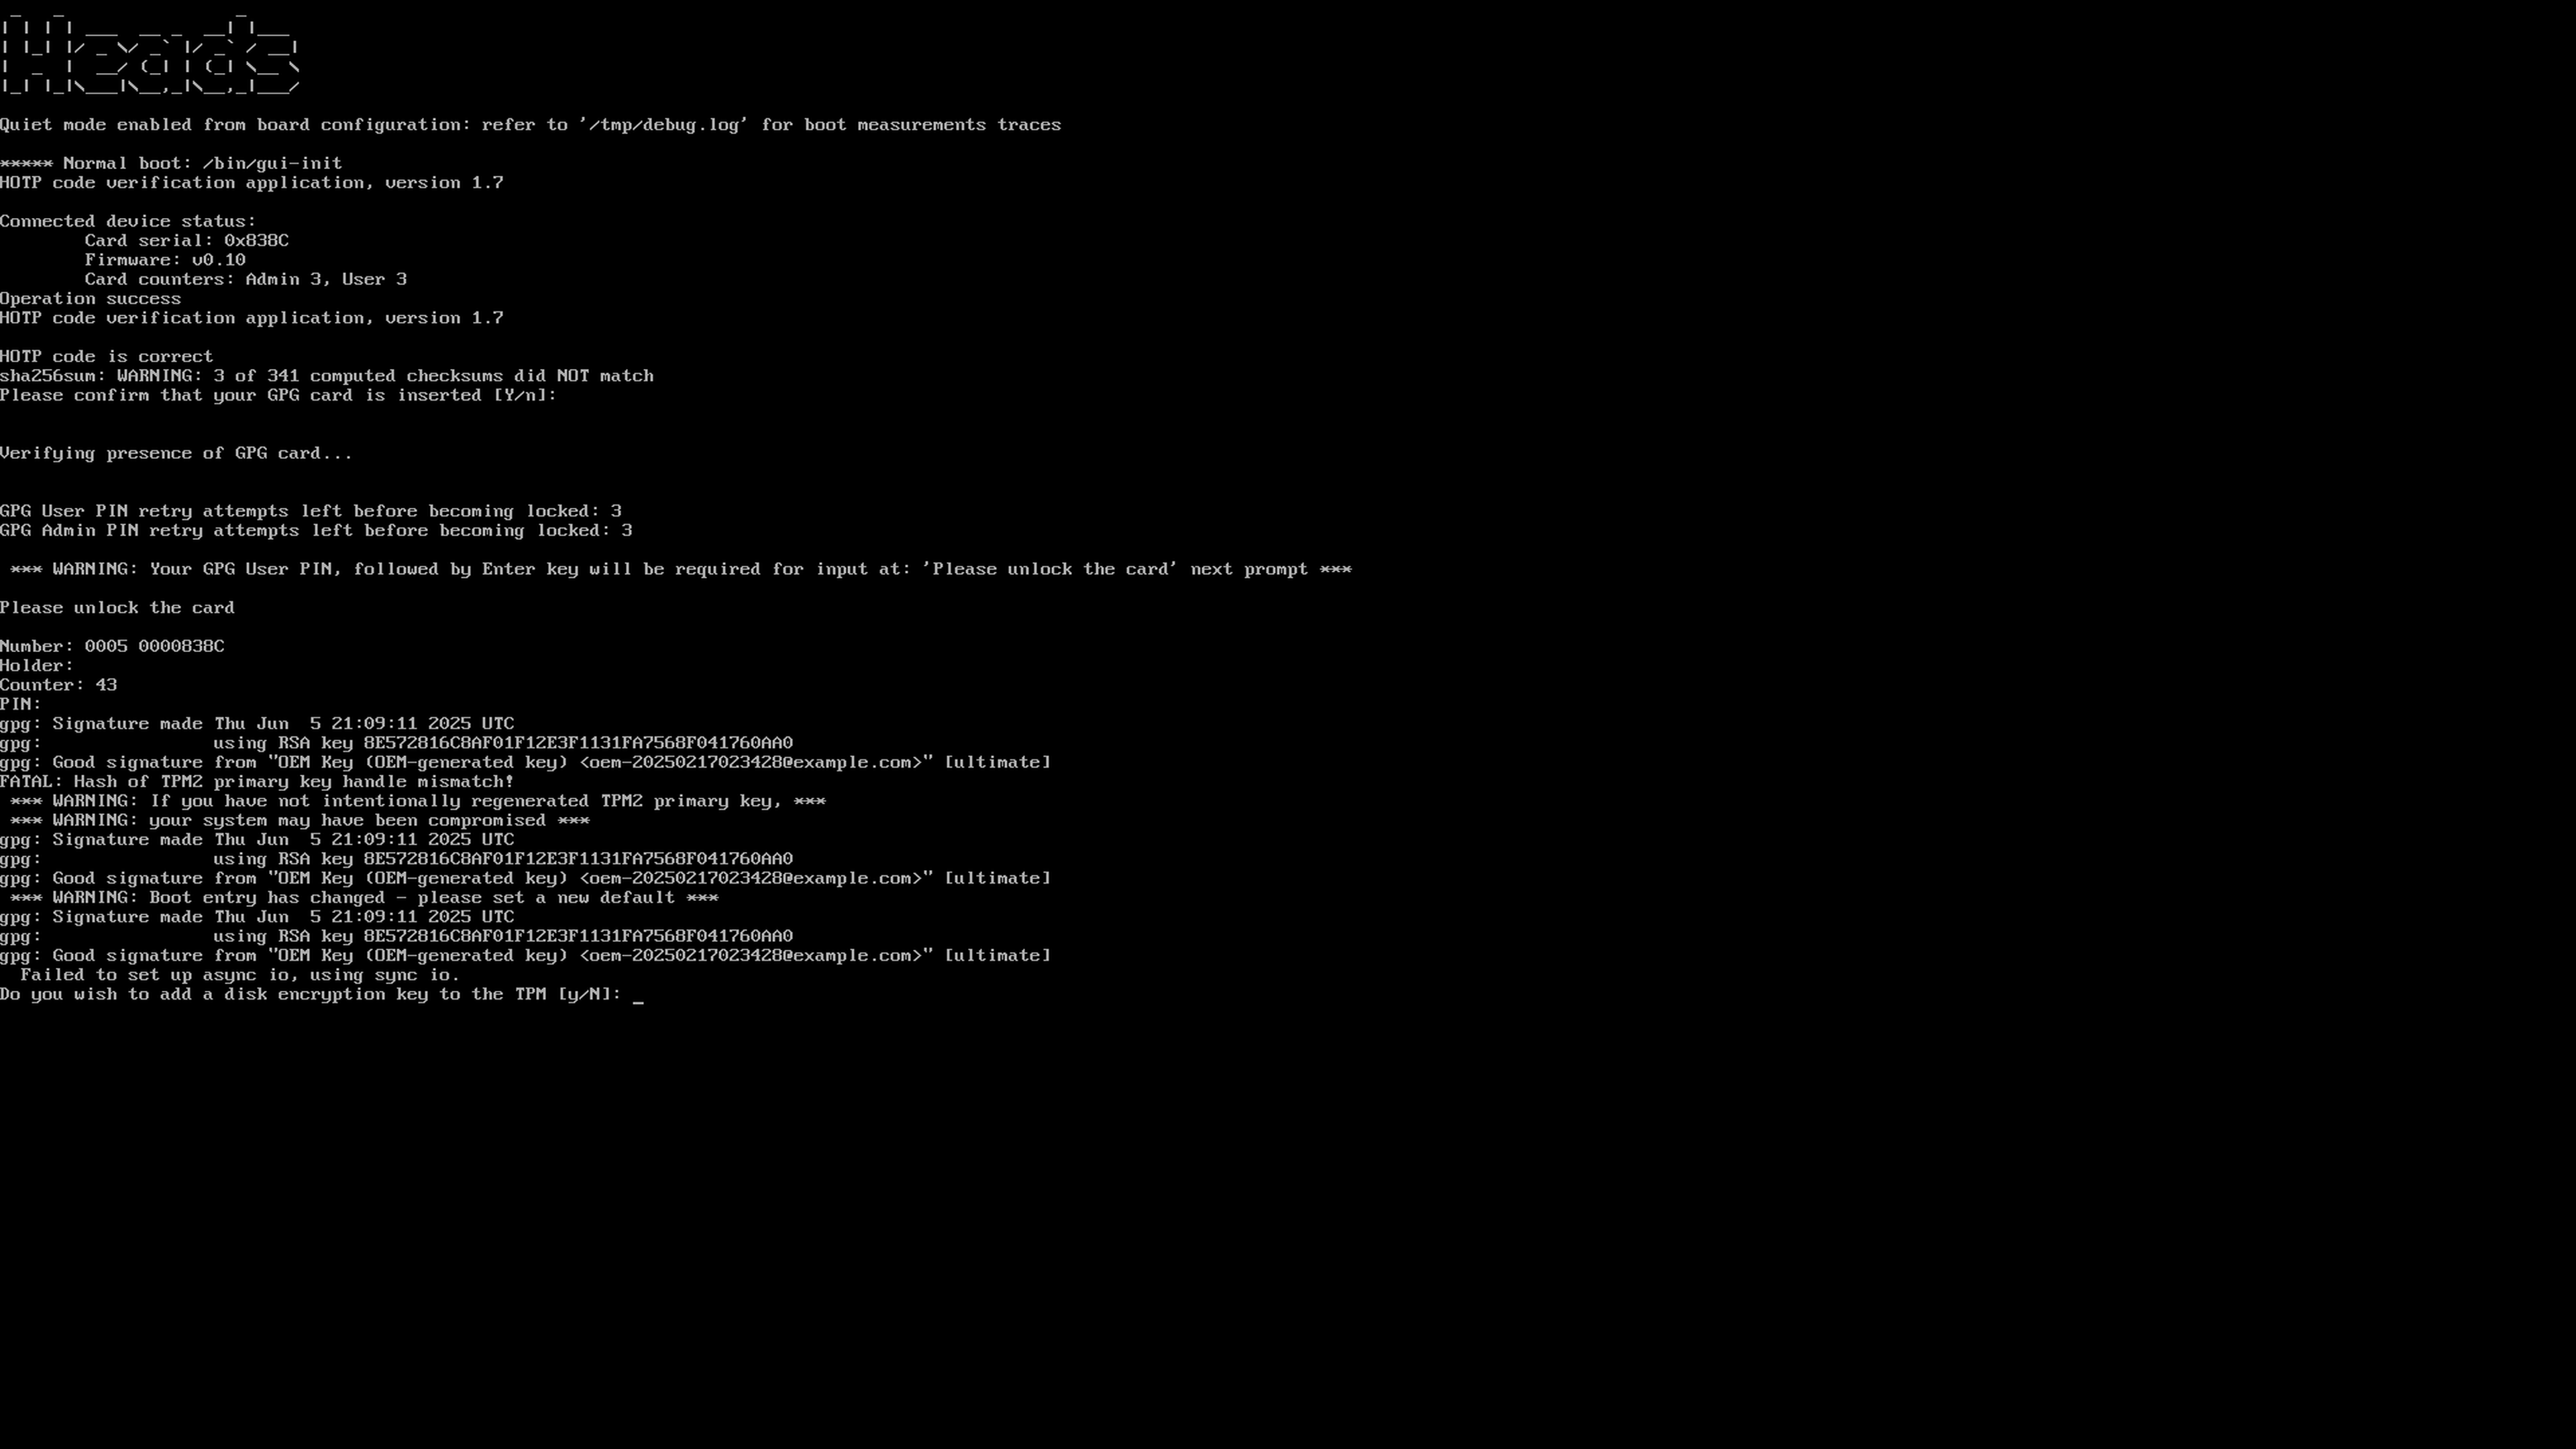 Heads
Quiet mode enabled from board configuration: refer to '/tmp/debug.log' for boot measurements traces
***** Normal boot: /bin/gui-init
HOTP code verification application, version 1.7
Connected device status:
Card serial: 0x838C
Firmware: v0.10
Card counters: Admin 3, User 3
Operation success
HOTP code verification application, version 1.7
HOTP code is correct
sha256sum: WARNING: 3 of 341 computed checksums did NOT match
Please confirm that your GPG card is inserted [Y/n]:
Verifying presence of GPG card...
GPG User PIN retry attempts left before becoming locked: 3
GPG Admin PIN retry attempts left before becoming locked: 3
*** WARNING: Your GPG User PIN, followed by Enter key will be required for input at: 'Please unlock the card' next prompt ***
Please unlock the card
Number: 0005 0000838C
Holder:
Counter: 43
PIN:
gpg: Signature made Thu Jun  5 21:09:11 2025 UTC
gpg:                using RSA key 8E572816C8AF01F12E3F1131FA7568F041760AA0
gpg: Good signature from "OEM Key (OEM-generated key) <oem-20250217023428@example.com>" [ultimate]
FATAL: Hash of TPM2 primary key handle mismatch!
*** WARNING: If you have not intentionally regenerated TPM2 primary key, ***
*** WARNING: your system may have been compromised ***
gpg: Signature made Thu Jun  5 21:09:11 2025 UTC
gpg:                using RSA key 8E572816C8AF01F12E3F1131FA7568F041760AA0
gpg: Good signature from "OEM Key (OEM-generated key) <oem-20250217023428@example.com>" [ultimate]
*** WARNING: Boot entry has changed - please set a new default ***
gpg: Signature made Thu Jun  5 21:09:11 2025 UTC
gpg:                using RSA key 8E572816C8AF01F12E3F1131FA7568F041760AA0
gpg: Good signature from "OEM Key (OEM-generated key) <oem-20250217023428@example.com>" [ultimate]
Failed to set up async io, using sync io.
Do you wish to add a disk encryption key to the TPM [y/N]: _